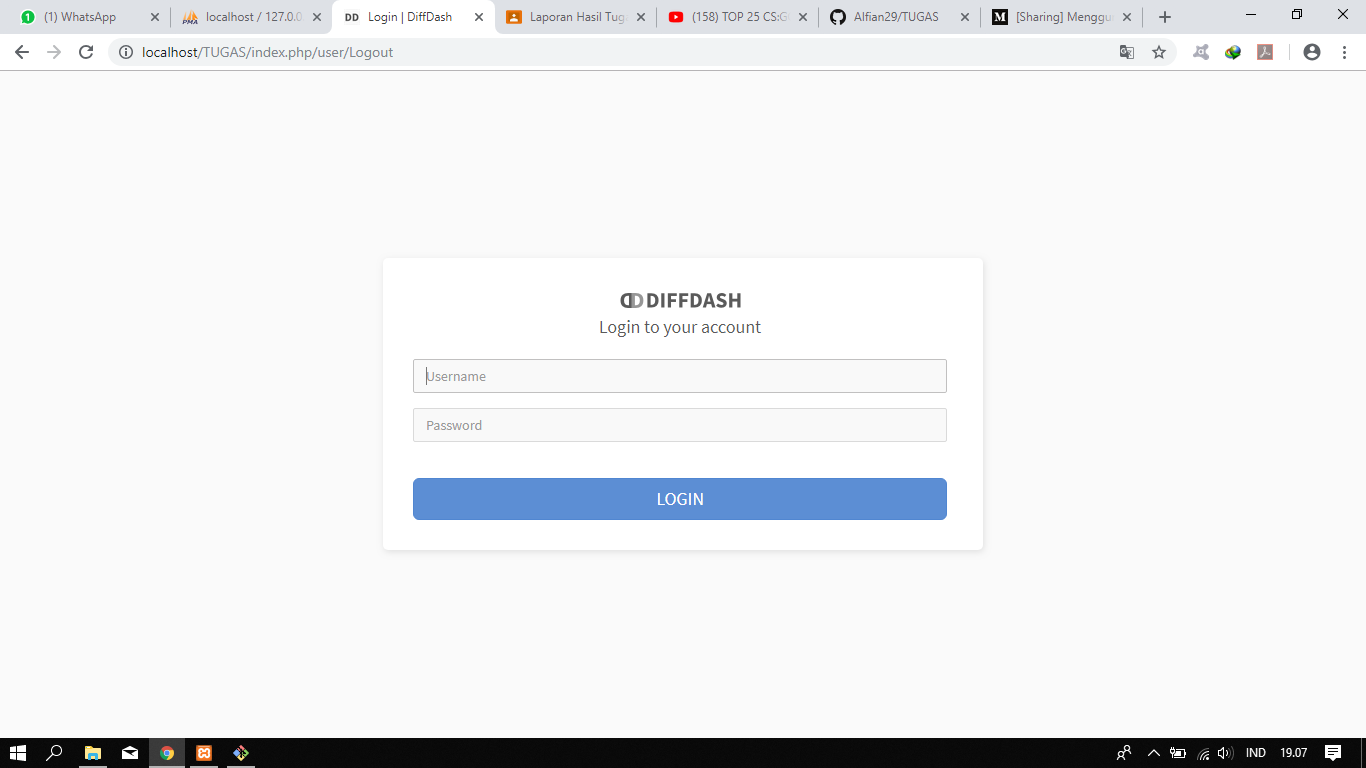 (1) WhatsApp
localhost / 127.0.0
Login | DiffDash
Laporan Hasil Tug
(158) TOP 25 CS:G
Alfian29/TUGAS
[Sharing] Menggu
localhost/TUGAS/index.php/user/Logout
DIFFDASH
Login to your account
Username
Password
LOGIN
IND
19.07